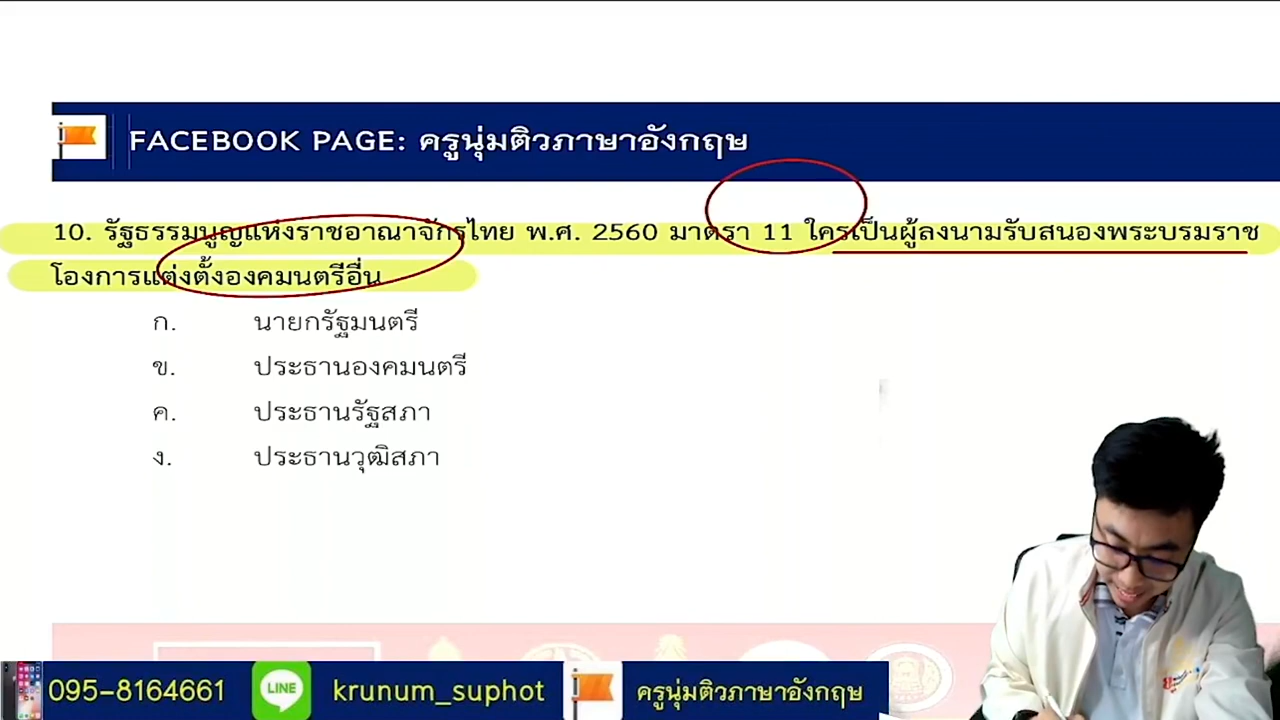 FACEBOOK PAGE: ครูนุ่มติวภาษาอังกฤษ
10. รัฐธรรมนูญแห่งราชอาณาจักรไทย พ.ศ. 2560 มาตรา 11 ใครเป็นผู้ลงนามรับสนองพระบรมราช
โองการแต่งตั้งองคมนตรีอื่น
ก. นายกรัฐมนตรี
ข. ประธานองคมนตรี
ค. ประธานรัฐสภา
ง. ประธานวุฒิสภา
095-8164661 LINE krunum_suphot ครูนุ่มติวภาษาอังกฤษ